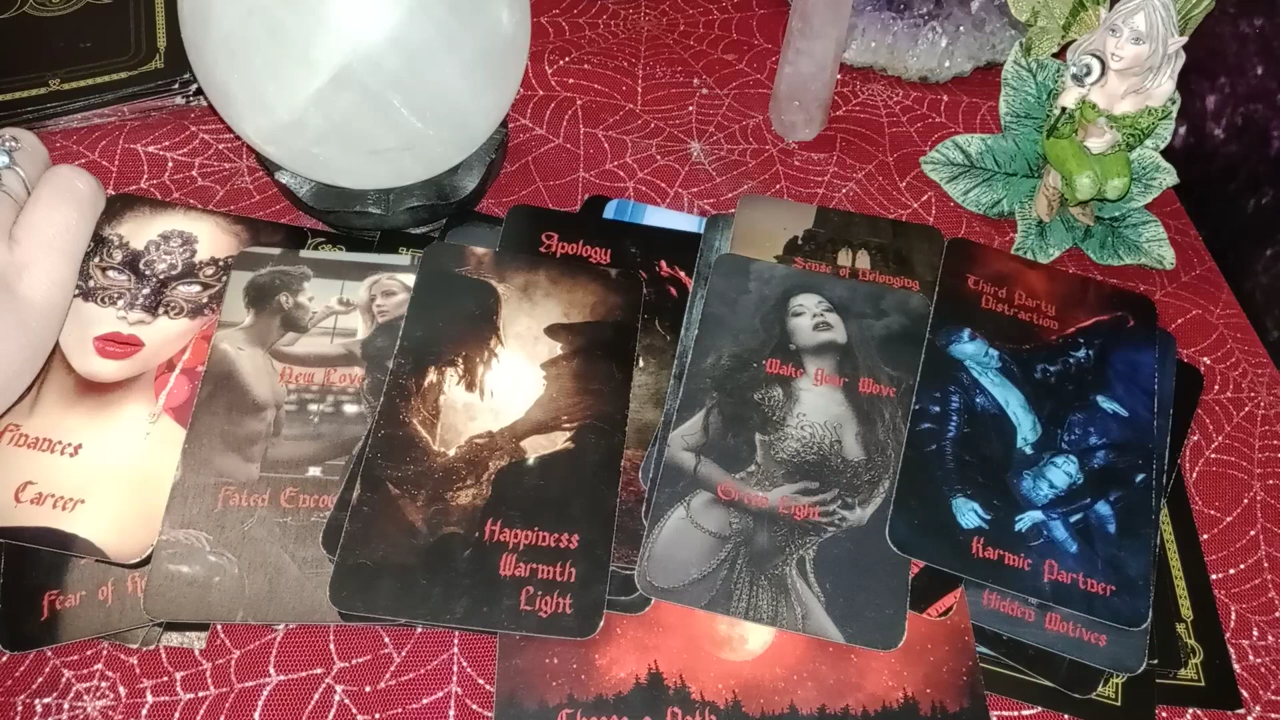 Finances
Career
Fear of
New Love
Fated
Apology
Happiness
Warmth
Light
Sense of Belonging
Make Your Move
Green Light
Third Party
Distraction
Karmic Partner
Hidden Motives
Choose a Path